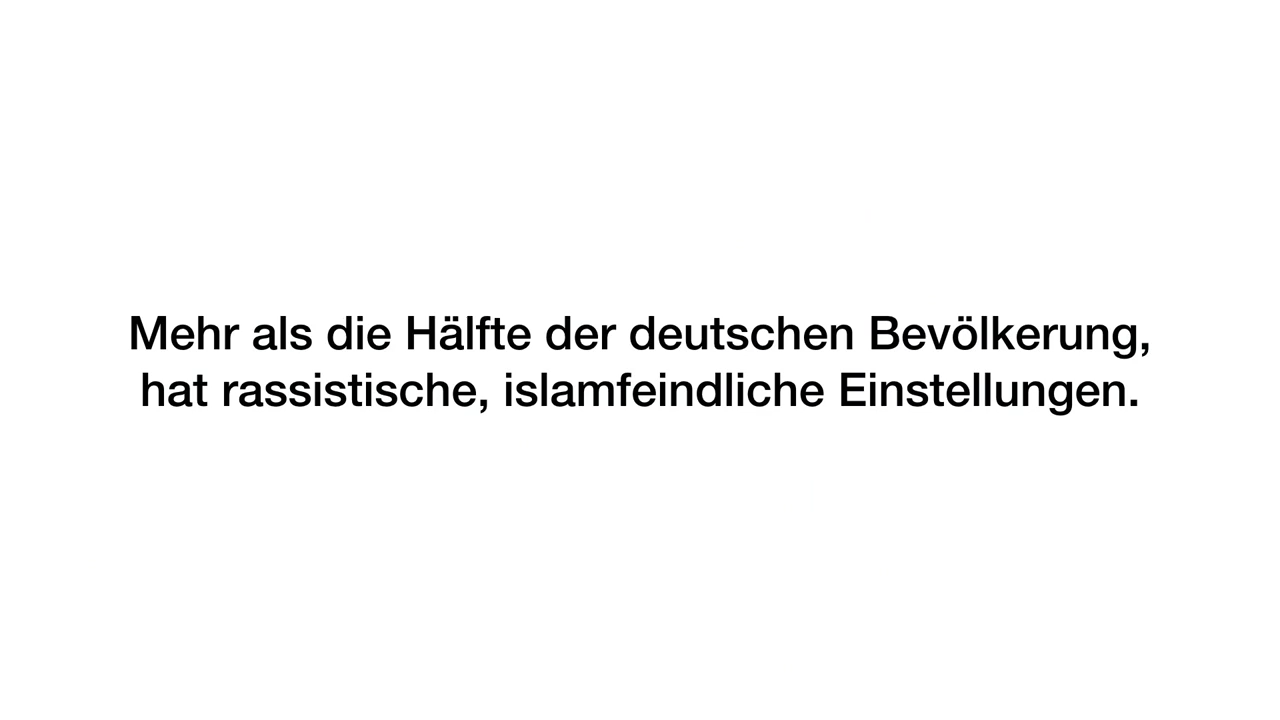 Mehr als die Hälfte der deutschen Bevölkerung,
hat rassistische, islamfeindliche Einstellungen.